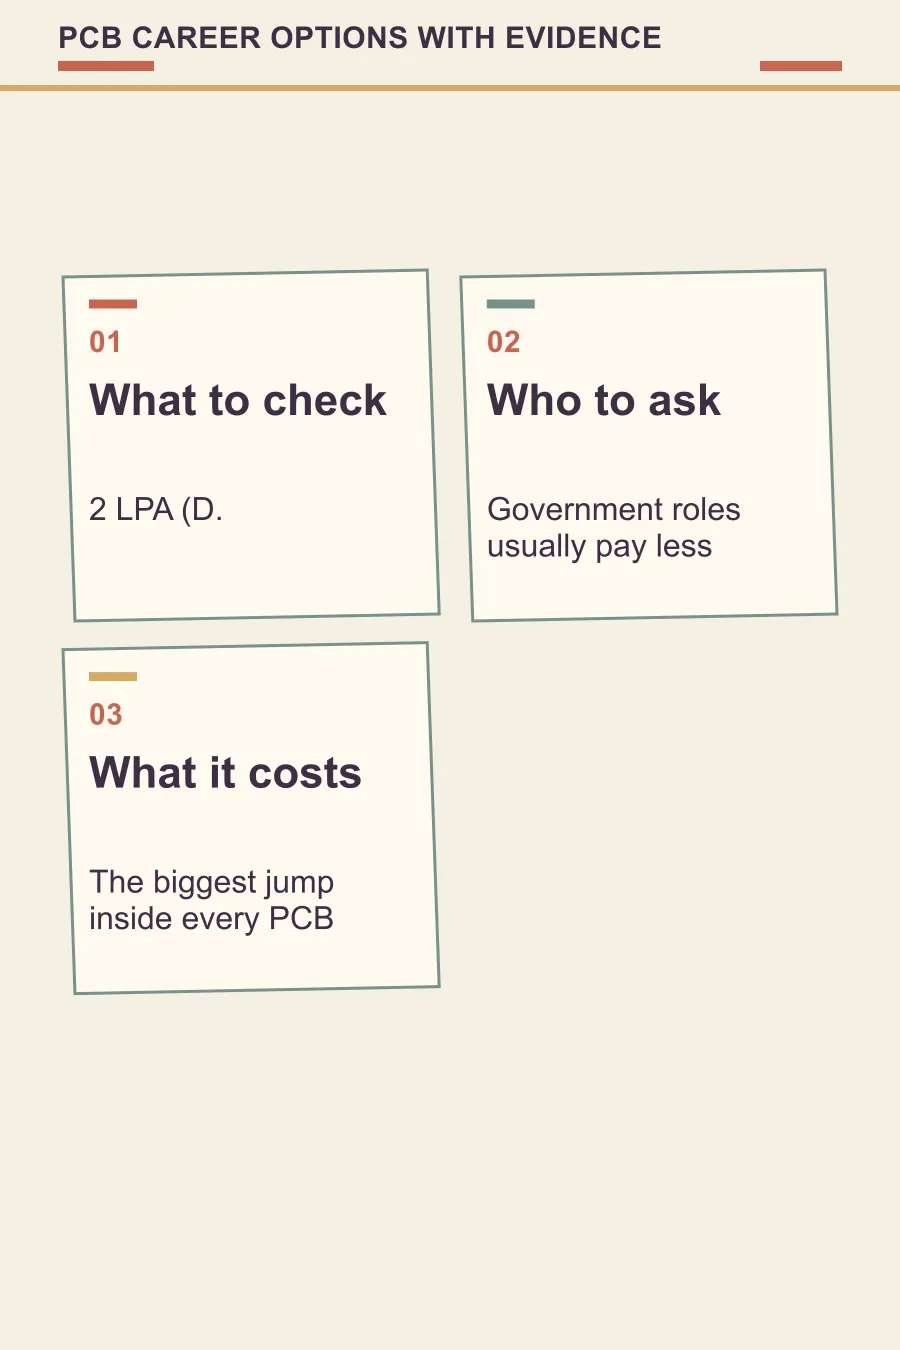 PCB CAREER OPTIONS WITH EVIDENCE
01
What to check
2 LPA (D.
02
Who to ask
Government roles
usually pay less
03
What it costs
The biggest jump
inside every PCB